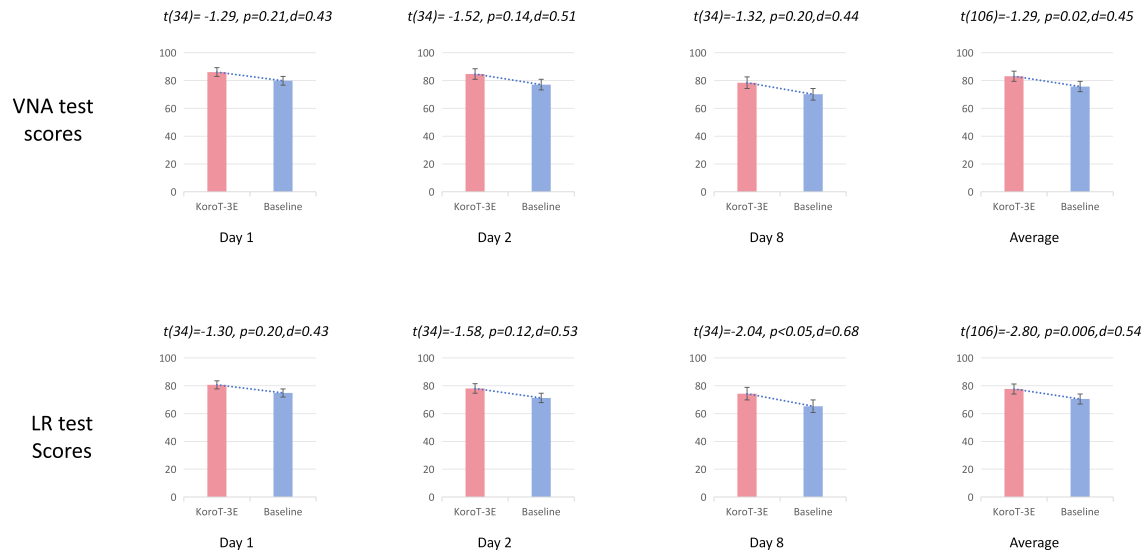 t(34)= -1.29, p=0.21,d=0.43
t(34)= -1.52, p=0.14,d=0.51
t(34)=-1.32, p=0.20,d=0.44
t(106)=-1.29, p=0.02,d=0.45
VNA test
scores
100
80
60
40
20
0
KoroT-3E
Baseline
Day 1
100
80
60
40
20
0
KoroT-3E
Baseline
Day 2
100
80
60
40
20
0
KoroT-3E
Baseline
Day 8
100
80
60
40
20
0
KoroT-3E
Baseline
Average
t(34)=-1.30, p=0.20,d=0.43
t(34)=-1.58, p=0.12,d=0.53
t(34)=-2.04, p<0.05,d=0.68
t(106)=-2.80, p=0.006,d=0.54
LR test
Scores
100
80
60
40
20
0
KoroT-3E
Baseline
Day 1
100
80
60
40
20
0
KoroT-3E
Baseline
Day 2
100
80
60
40
20
0
KoroT-3E
Baseline
Day 8
100
80
60
40
20
0
KoroT-3E
Baseline
Average